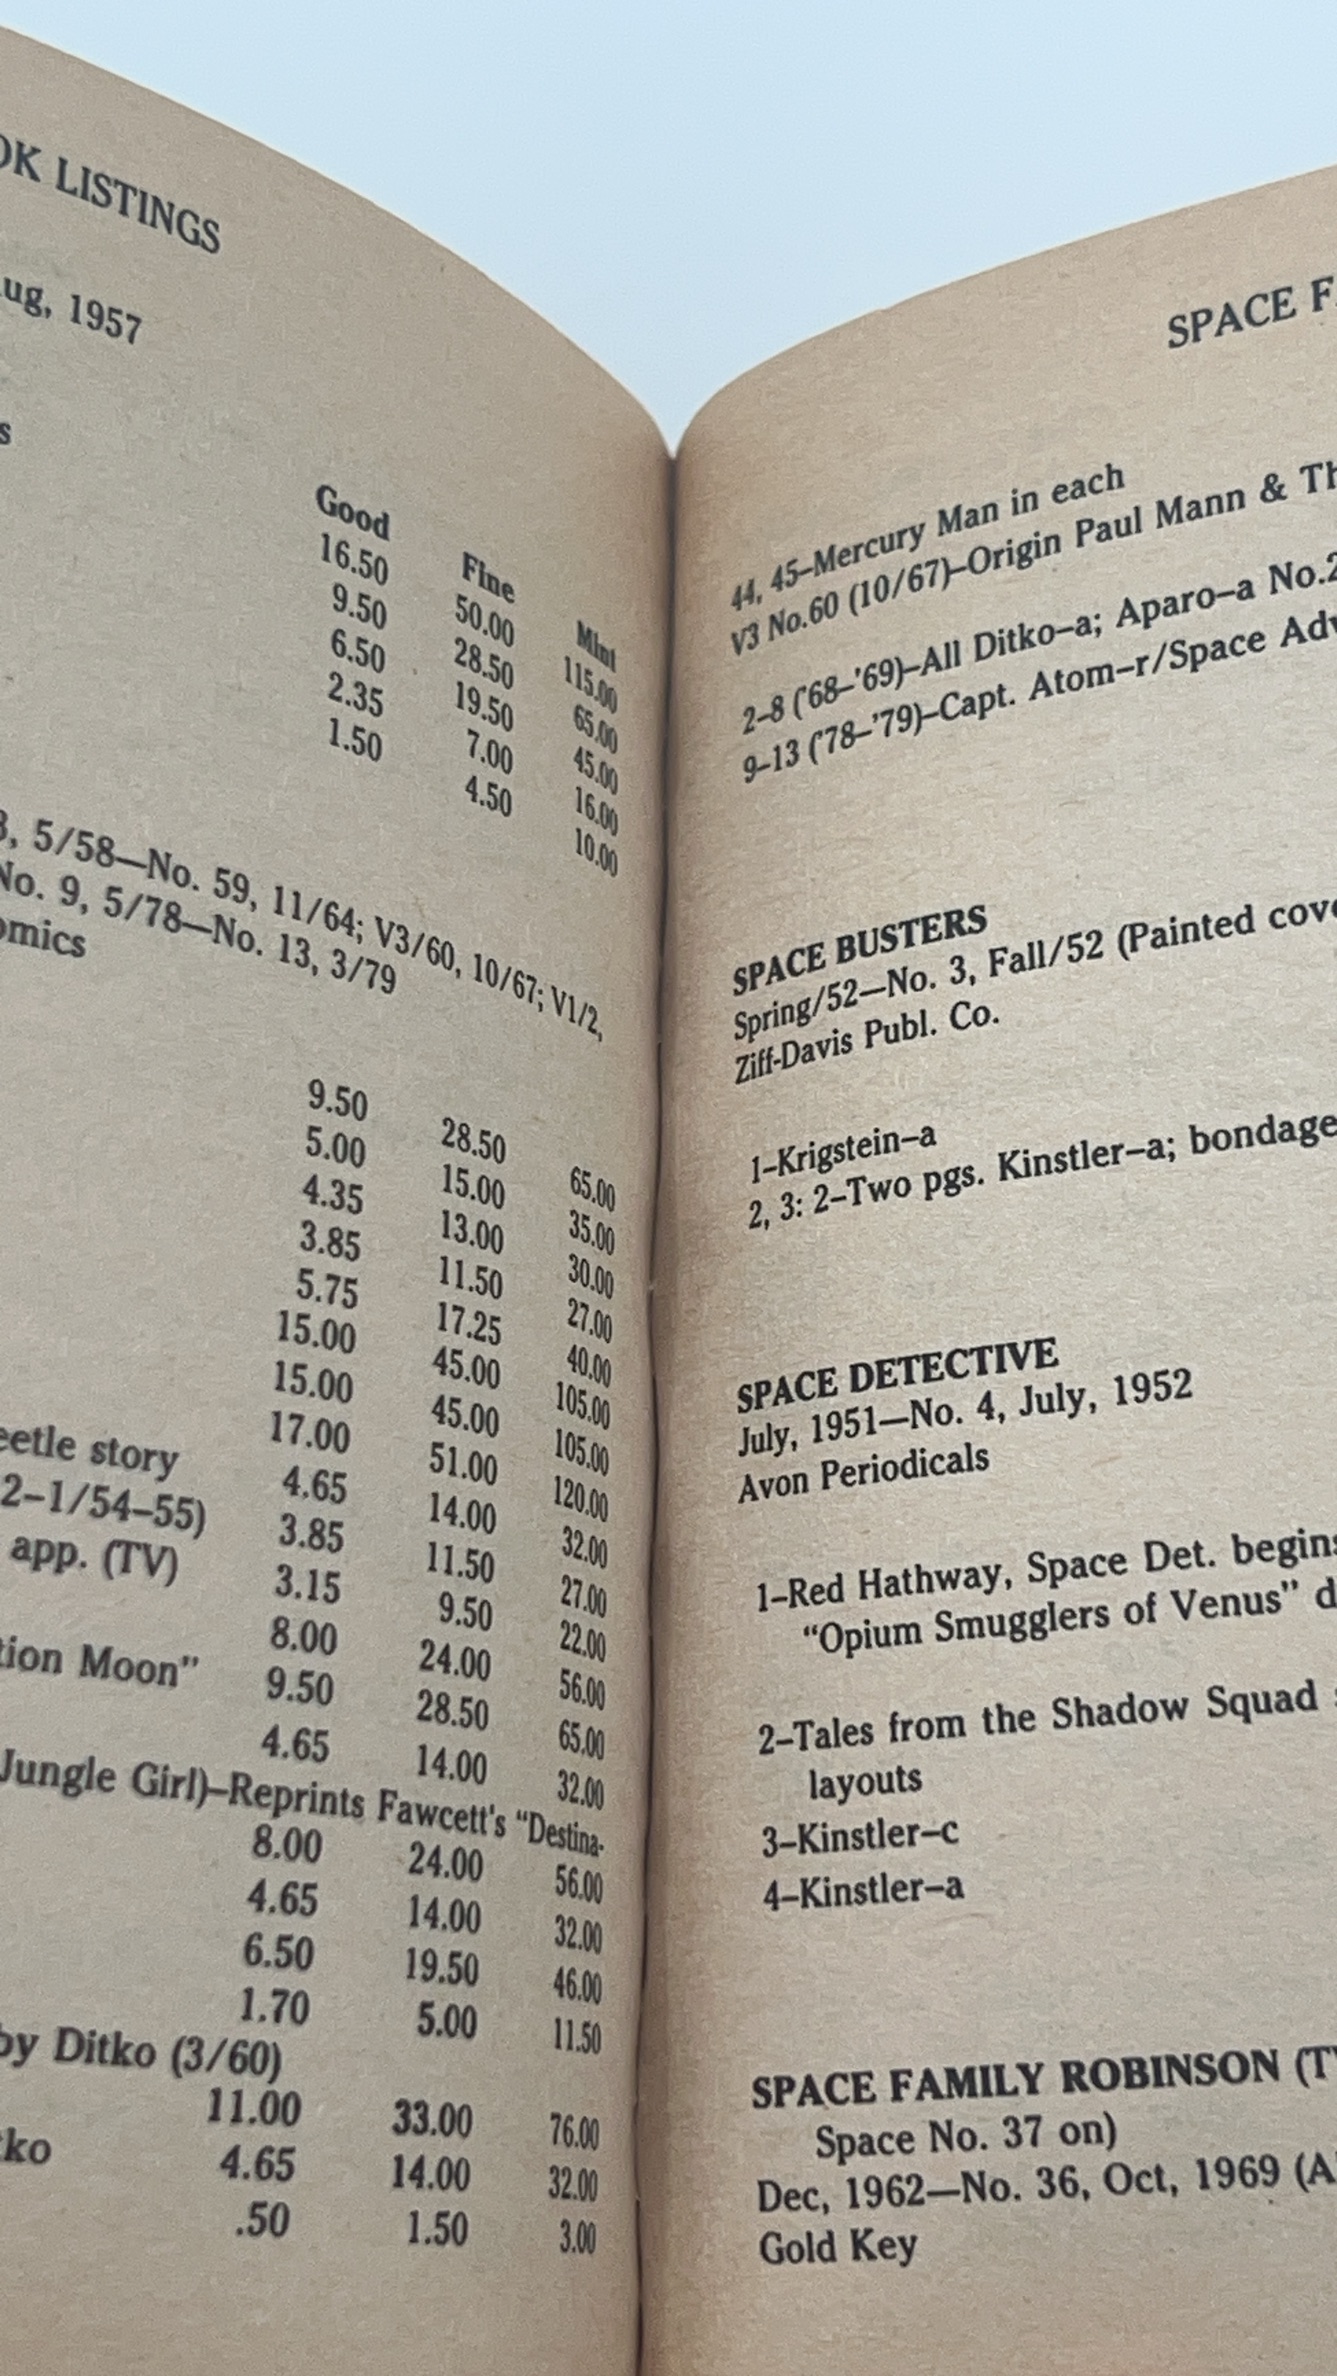 OK LISTINGS
ug, 1957
s
Good Fine Mint
16.50 50.00 115.00
9.50 28.50 65.00
6.50 19.50 45.00
2.35 7.00 16.00
1.50 4.50 10.00
, 5/58—No. 59, 11/64; V3/60, 10/67; V1/2,
No. 9, 5/78—No. 13, 3/79
omics
9.50 28.50 65.00
5.00 15.00 35.00
4.35 13.00 30.00
3.85 11.50 27.00
5.75 17.25 40.00
15.00 45.00 105.00
15.00 45.00 105.00
17.00 51.00 120.00
eetle story 4.65 14.00 32.00
2–1/54–55) 3.85 11.50 27.00
app. (TV) 3.15 9.50 22.00
8.00 24.00 56.00
tion Moon" 9.50 28.50 65.00
4.65 14.00 32.00
Jungle Girl)–Reprints Fawcett's "Destina-
8.00 24.00 56.00
4.65 14.00 32.00
6.50 19.50 46.00
1.70 5.00 11.50
by Ditko (3/60)
11.00 33.00 76.00
tko 4.65 14.00 32.00
.50 1.50 3.00
SPACE F
44, 45–Mercury Man in each
V3 No.60 (10/67)–Origin Paul Mann & Th
2–8 ('68–'69)–All Ditko–a; Aparo–a No.2
9–13 ('78–'79)–Capt. Atom–r/Space Adv
SPACE BUSTERS
Spring/52—No. 3, Fall/52 (Painted cov
Ziff-Davis Publ. Co.
1–Krigstein–a
2, 3: 2–Two pgs. Kinstler–a; bondage
SPACE DETECTIVE
July, 1951—No. 4, July, 1952
Avon Periodicals
1–Red Hathway, Space Det. begins
"Opium Smugglers of Venus" d
2–Tales from the Shadow Squad
layouts
3–Kinstler–c
4–Kinstler–a
SPACE FAMILY ROBINSON (TV
Space No. 37 on)
Dec, 1962—No. 36, Oct, 1969 (A
Gold Key